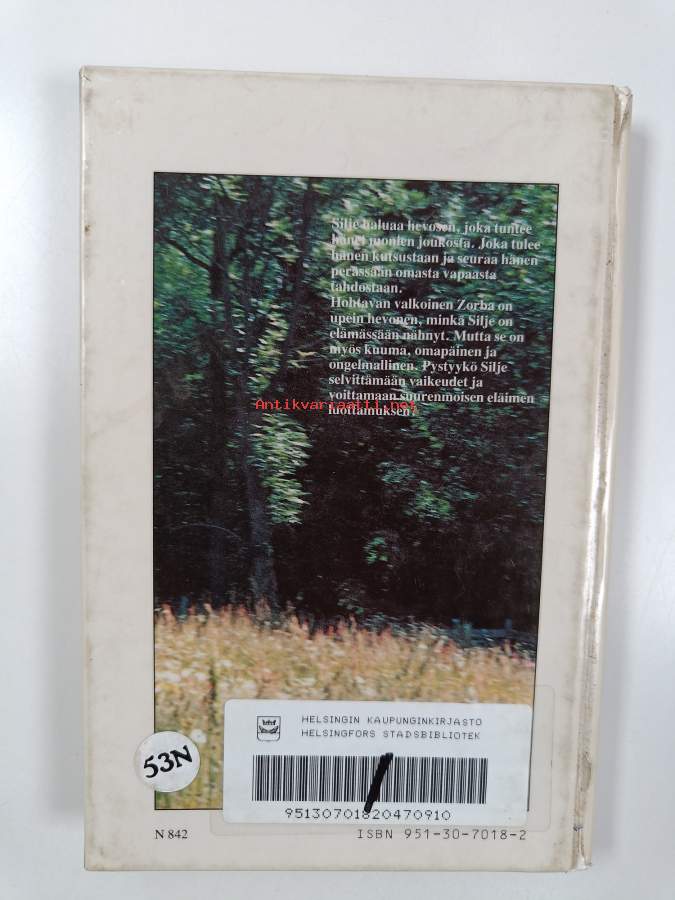 Silje haluaa hevosen, joka tuntee
hänet monien joukosta. Joka tulee
hänen kutsustaan ja seuraa hänen
perässään omasta vapaasta
tahdostaan.
Hohtavan valkoinen Zorba on
upein hevonen, minkä Silje on
elämässään nähnyt. Mutta se on
myös kuuma, omapäinen ja
ongelmallinen. Pystyykö Silje
selvittämään vaikeudet ja
voittamaan suurenmoisen eläimen
luottamuksen?
Antikvariaatti.net
HELSINGIN KAUPUNGINKIRJASTO
HELSINGFORS STADSBIBLIOTEK
95130701820470910
53N
N 842
ISBN 951-30-7018-2